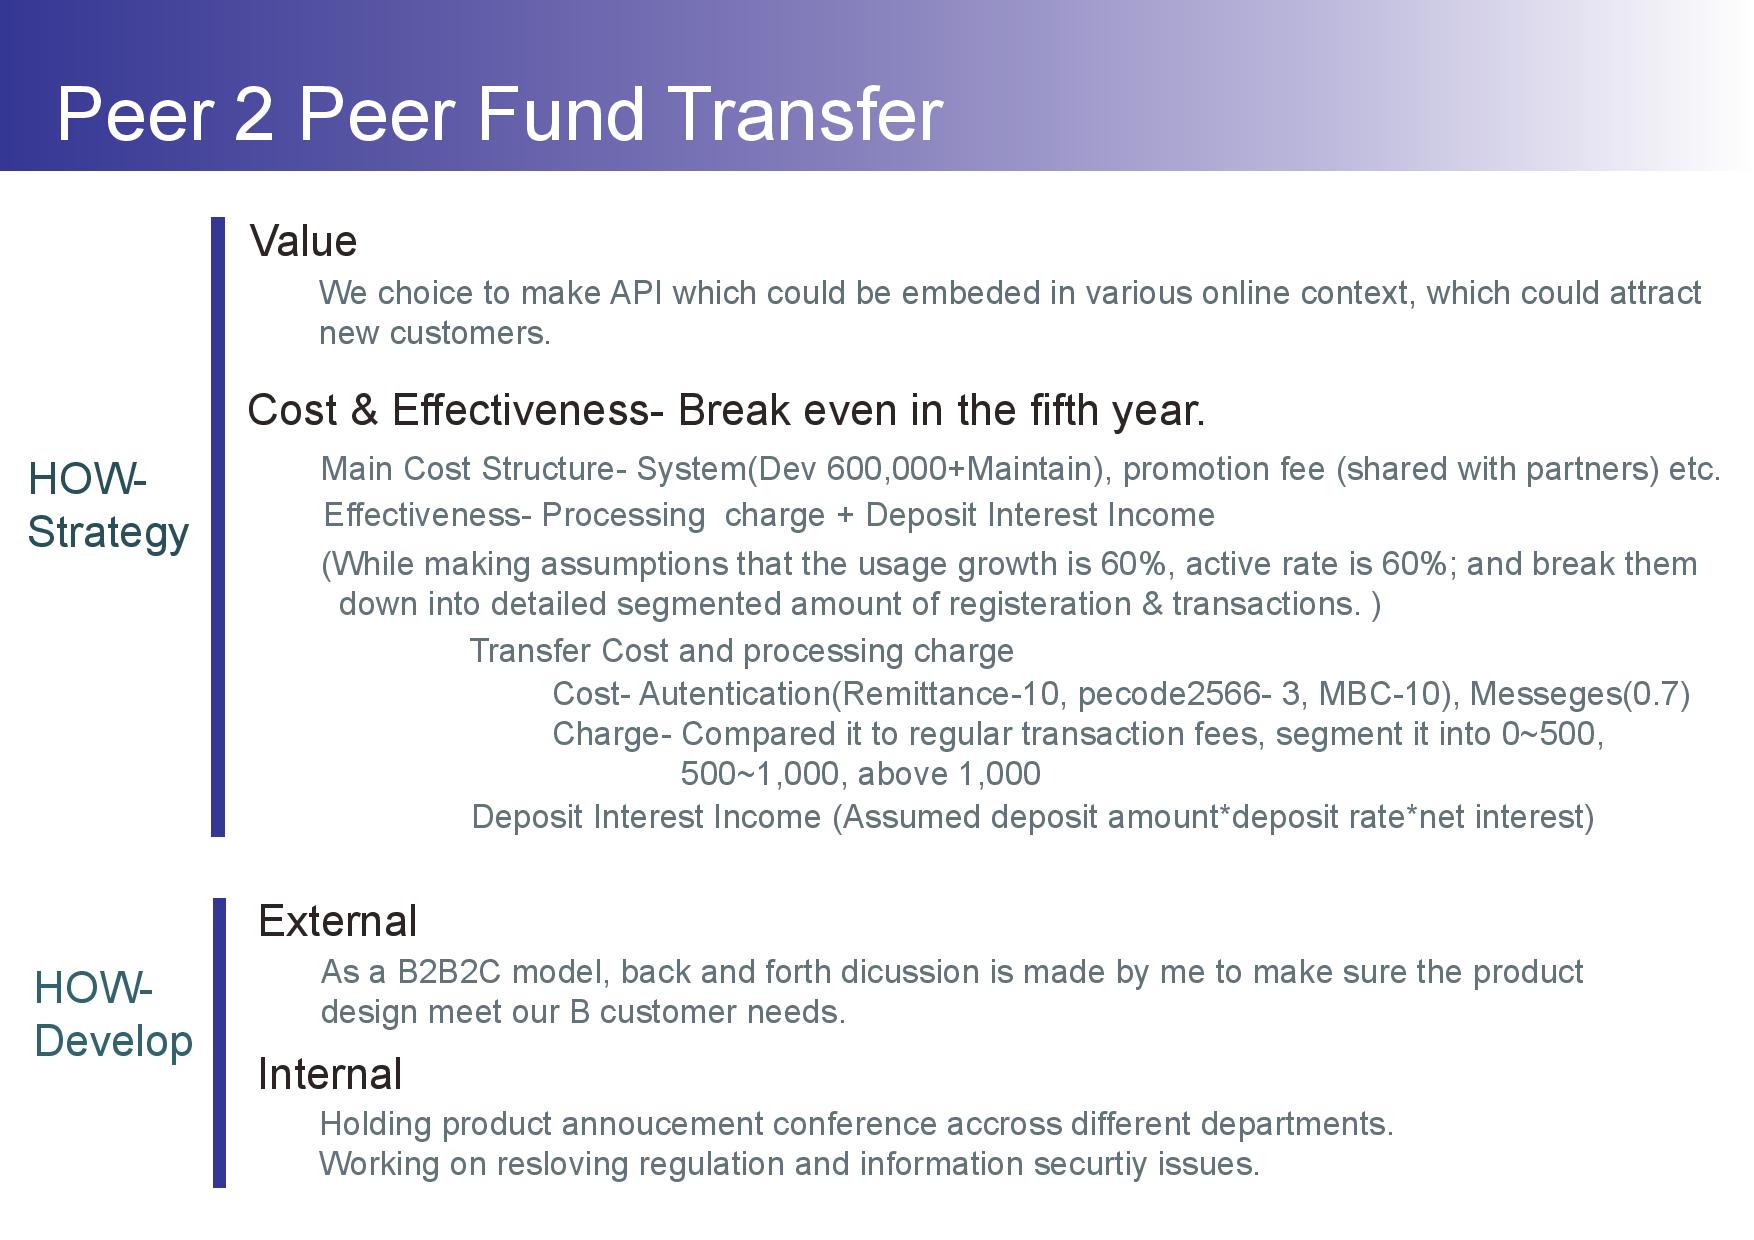 Peer 2 Peer Fund Transfer
HOW-
Strategy
Value
We choice to make API which could be embeded in various online context, which could attract
new customers.
Cost & Effectiveness- Break even in the fifth year.
Main Cost Structure- System(Dev 600,000+Maintain), promotion fee (shared with partners) etc.
Effectiveness- Processing charge + Deposit Interest Income
(While making assumptions that the usage growth is 60%, active rate is 60%; and break them
down into detailed segmented amount of registeration & transactions. )
Transfer Cost and processing charge
Cost- Autentication(Remittance-10, pecode2566- 3, MBC-10), Messeges(0.7)
Charge- Compared it to regular transaction fees, segment it into 0~500,
500~1,000, above 1,000
Deposit Interest Income (Assumed deposit amount*deposit rate*net interest)
HOW-
Develop
External
As a B2B2C model, back and forth dicussion is made by me to make sure the product
design meet our B customer needs.
Internal
Holding product annoucement conference accross different departments.
Working on resloving regulation and information securtiy issues.